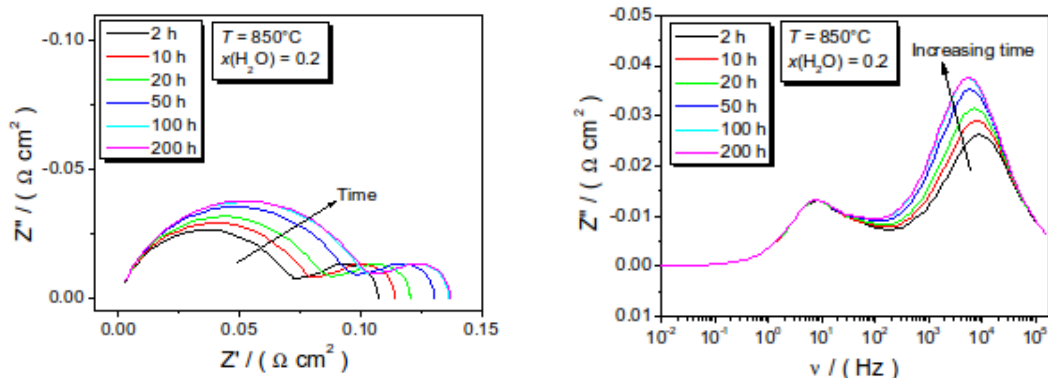 -0.10
-0.05
0.00
0.00
0.05
0.10
0.15
Z'' / ( Ω cm²)
Z' / ( Ω cm²)
2 h
10 h
20 h
50 h
100 h
200 h
T = 850°C
x(H₂O) = 0.2
Time
-0.05
-0.04
-0.03
-0.02
-0.01
0.00
0.01
10⁻²
10⁻¹
10⁰
10¹
10²
10³
10⁴
10⁵
Z'' / ( Ω cm²)
ν / ( Hz)
2 h
10 h
20 h
50 h
100 h
200 h
T = 850°C
x(H₂O) = 0.2
Increasing time